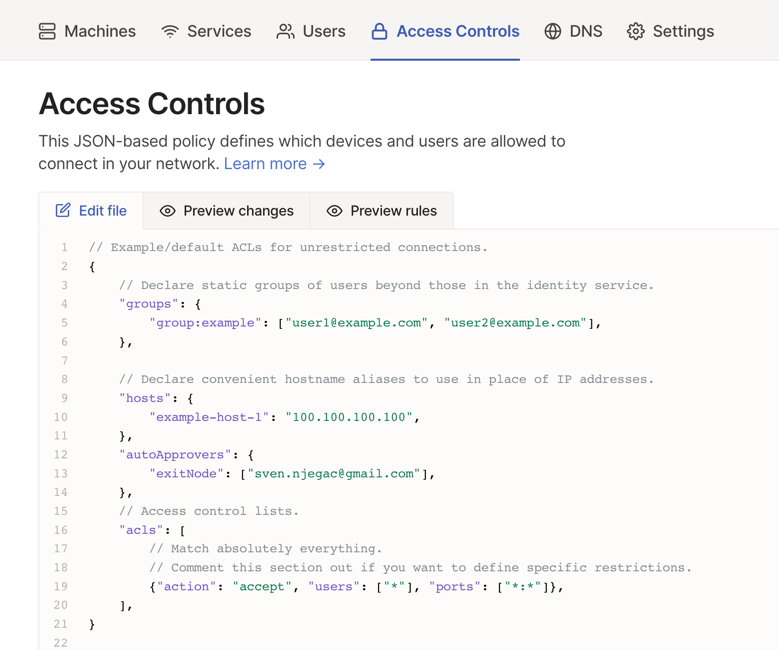 Machines Services Users Access Controls DNS Settings
Access Controls
This JSON-based policy defines which devices and users are allowed to
connect in your network. Learn more →
Edit file Preview changes Preview rules
1 // Example/default ACLs for unrestricted connections.
2 {
3     // Declare static groups of users beyond those in the identity service.
4     "groups": {
5         "group:example": ["user1@example.com", "user2@example.com"],
6     },
7
8     // Declare convenient hostname aliases to use in place of IP addresses.
9     "hosts": {
10         "example-host-1": "100.100.100.100",
11     },
12     "autoApprovers": {
13         "exitNode": ["sven.njegac@gmail.com"],
14     },
15     // Access control lists.
16     "acls": [
17         // Match absolutely everything.
18         // Comment this section out if you want to define specific restrictions.
19         {"action": "accept", "users": ["*"], "ports": ["*:*"]},
20     ],
21 }
22